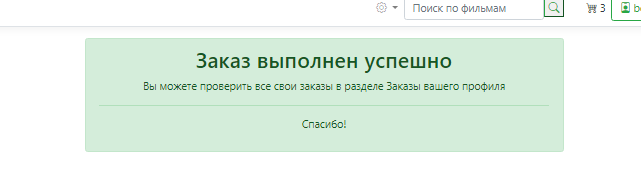 Поиск по фильмам
3
Заказ выполнен успешно
Вы можете проверить все свои заказы в разделе Заказы вашего профиля
Спасибо!